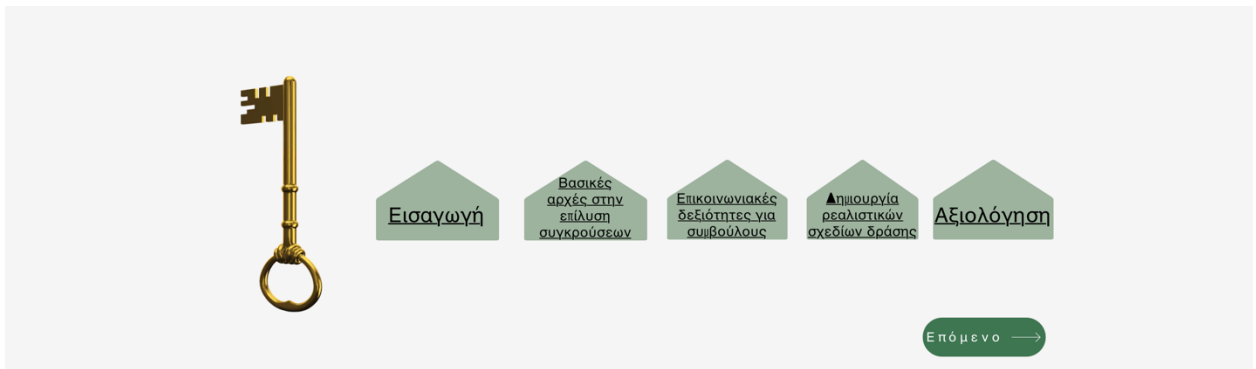 Εισαγωγή
Βασικές
αρχές στην
επίλυση
συγκρούσεων
Επικοινωνιακές
δεξιότητες για
συμβούλους
Δημιουργία
ρεαλιστικών
σχεδίων δράσης
Αξιολόγηση
Επόμενο